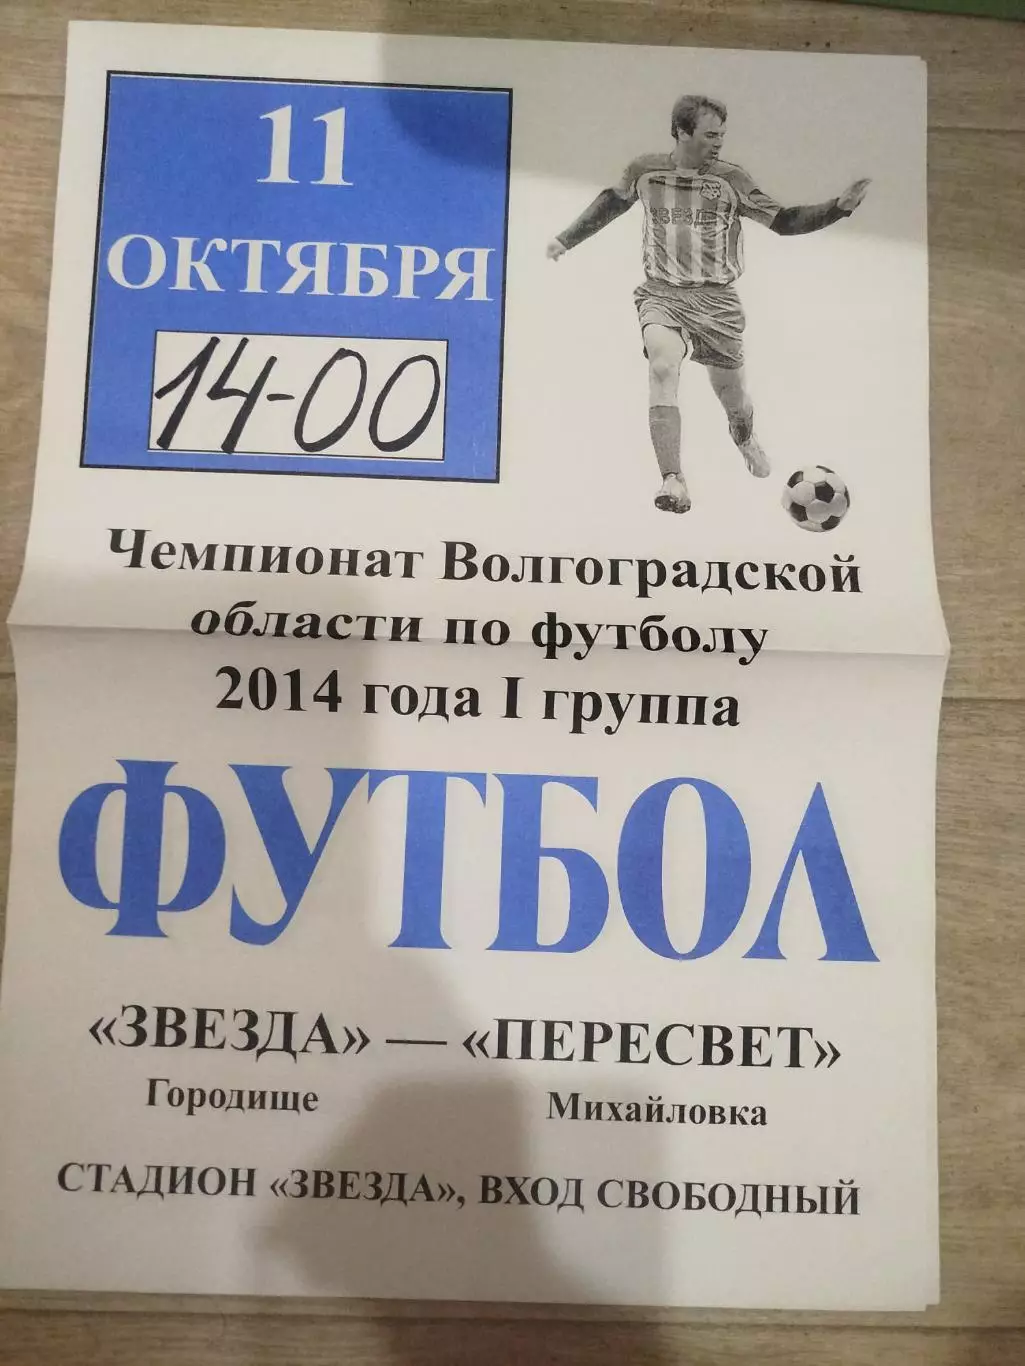 11
ОКТЯБРЯ
14-00
ЗВЕЗД
Чемпионат Волгоградской
области по футболу
2014 года I группа
ФУТБОЛ
«ЗВЕЗДА» — «ПЕРЕСВЕТ»
Городище Михайловка
СТАДИОН «ЗВЕЗДА», ВХОД СВОБОДНЫЙ